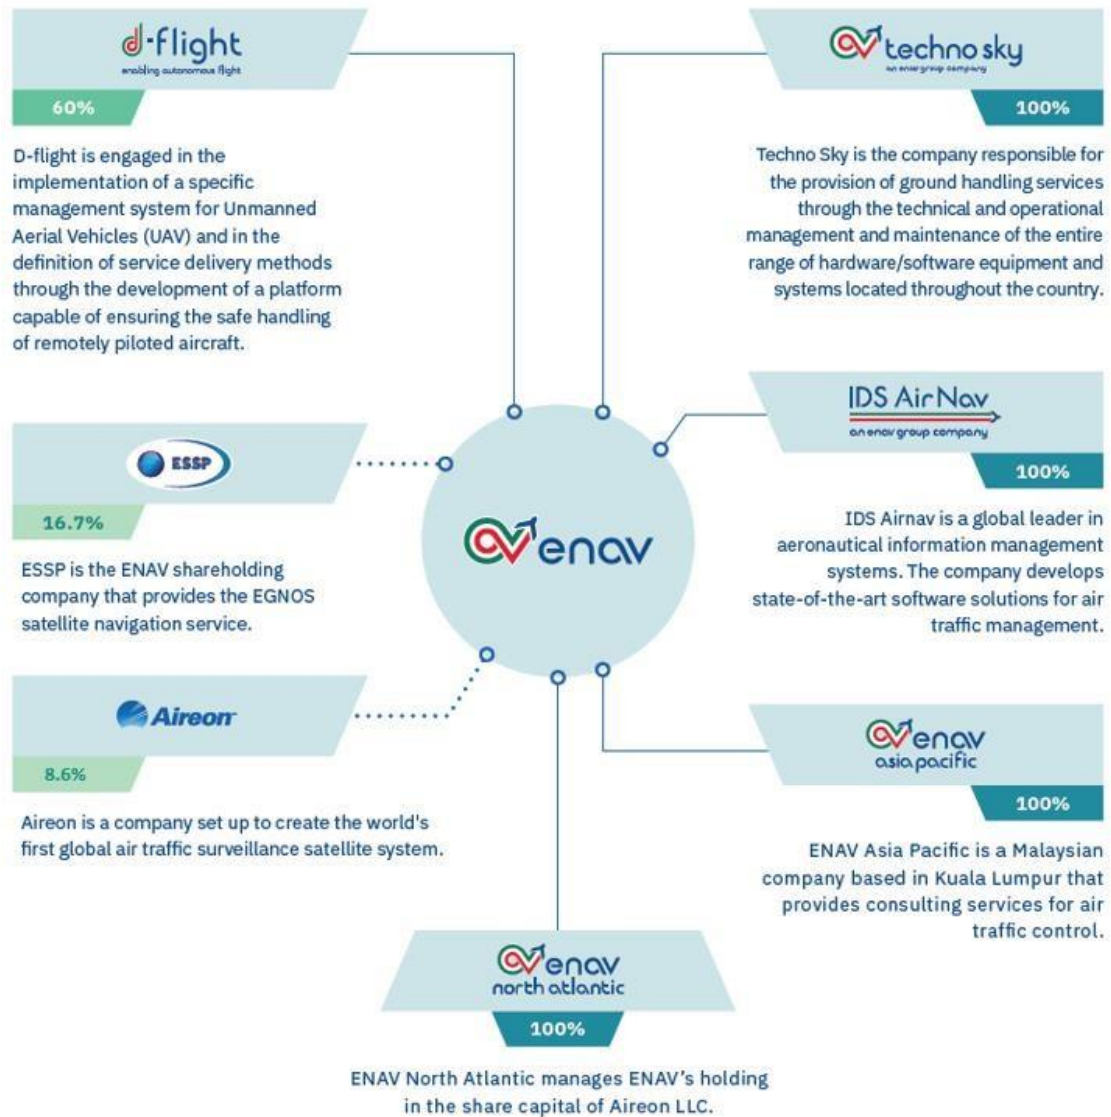 d-flight
enabling autonomous flight
60%
D-flight is engaged in the
implementation of a specific
management system for Unmanned
Aerial Vehicles (UAV) and in the
definition of service delivery methods
through the development of a platform
capable of ensuring the safe handling
of remotely piloted aircraft.
techno sky
an enav group company
100%
Techno Sky is the company responsible for
the provision of ground handling services
through the technical and operational
management and maintenance of the entire
range of hardware/software equipment and
systems located throughout the country.
IDS AirNav
an enav group company
100%
IDS Airnav is a global leader in
aeronautical information management
systems. The company develops
state-of-the-art software solutions for air
traffic management.
ESSP
16.7%
ESSP is the ENAV shareholding
company that provides the EGNOS
satellite navigation service.
enav
Aireon
8.6%
Aireon is a company set up to create the world's
first global air traffic surveillance satellite system.
enav
asia pacific
100%
ENAV Asia Pacific is a Malaysian
company based in Kuala Lumpur that
provides consulting services for air
traffic control.
enav
north atlantic
100%
ENAV North Atlantic manages ENAV’s holding
in the share capital of Aireon LLC.